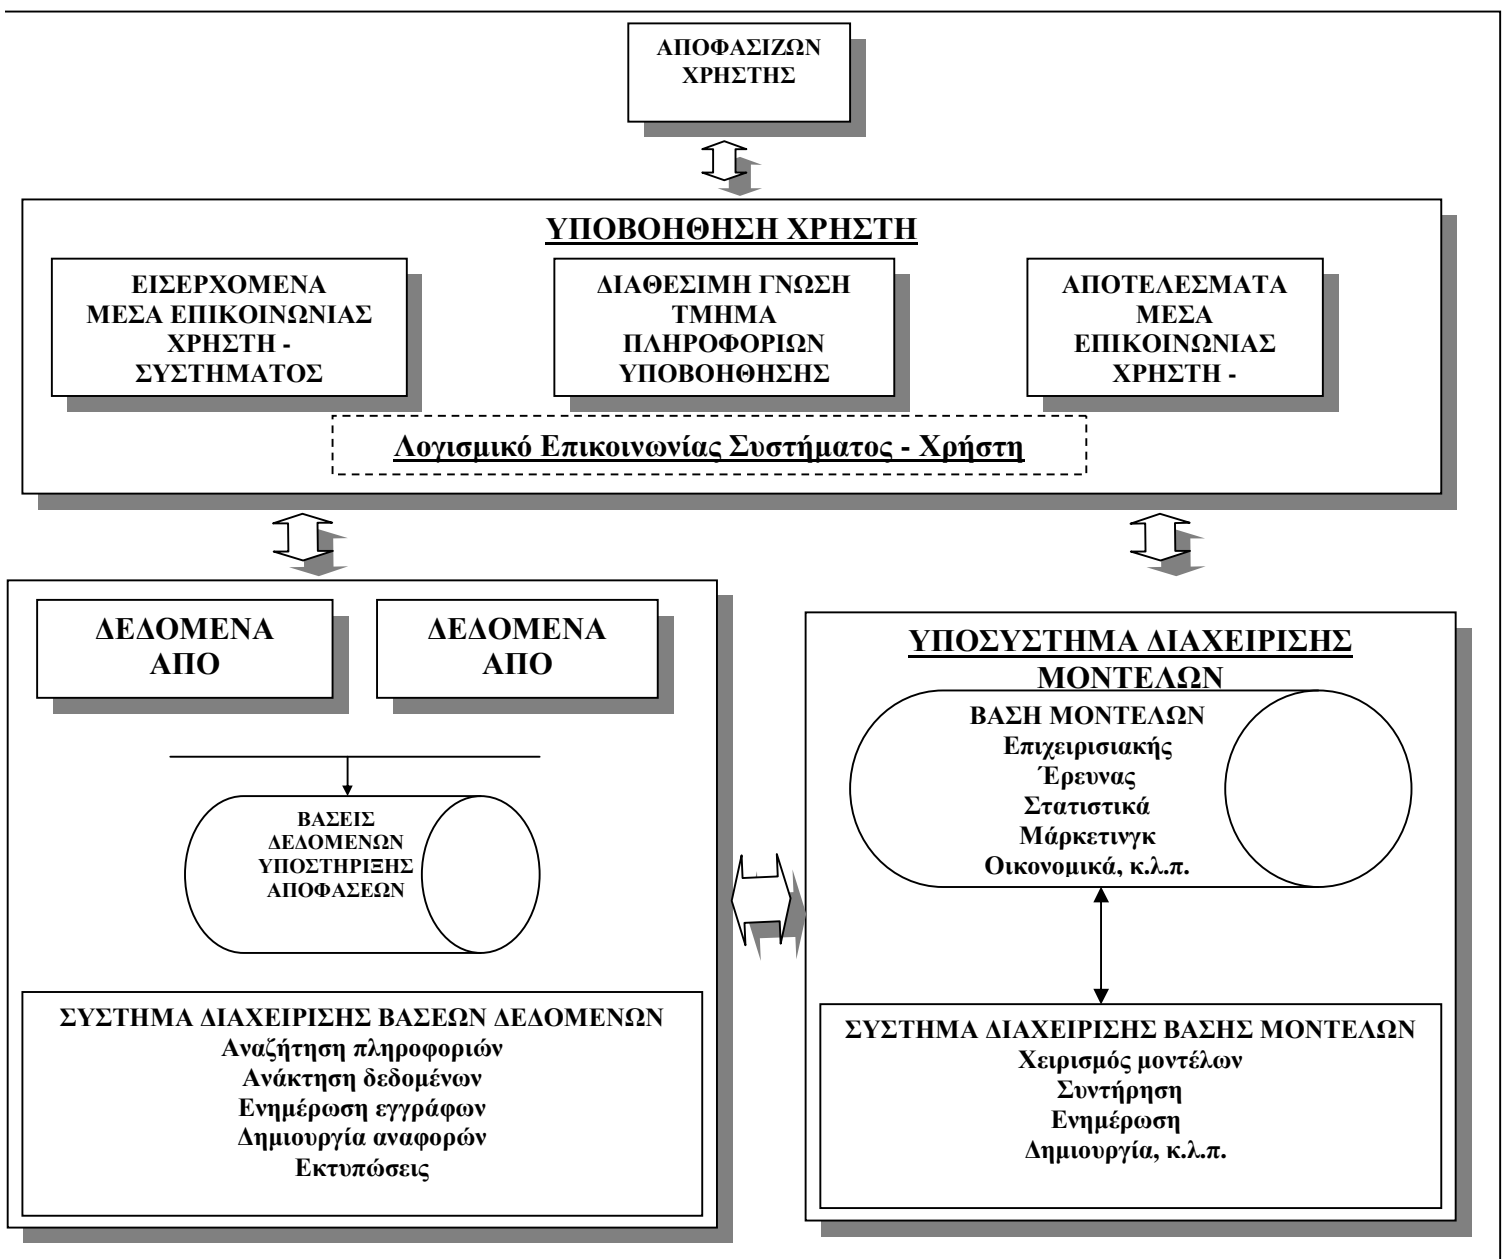 ΑΠΟΦΑΣΙΖΩΝ
ΧΡΗΣΤΗΣ
ΥΠΟΒΟΗΘΗΣΗ ΧΡΗΣΤΗ
ΕΙΣΕΡΧΟΜΕΝΑ
ΜΕΣΑ ΕΠΙΚΟΙΝΩΝΙΑΣ
ΧΡΗΣΤΗ -
ΣΥΣΤΗΜΑΤΟΣ
ΔΙΑΘΕΣΙΜΗ ΓΝΩΣΗ
ΤΜΗΜΑ
ΠΛΗΡΟΦΟΡΙΩΝ
ΥΠΟΒΟΗΘΗΣΗΣ
ΑΠΟΤΕΛΕΣΜΑΤΑ
ΜΕΣΑ
ΕΠΙΚΟΙΝΩΝΙΑΣ
ΧΡΗΣΤΗ -
Λογισμικό Επικοινωνίας Συστήματος - Χρήστη
ΔΕΔΟΜΕΝΑ
ΑΠΟ
ΔΕΔΟΜΕΝΑ
ΑΠΟ
ΒΑΣΕΙΣ
ΔΕΔΟΜΕΝΩΝ
ΥΠΟΣΤΗΡΙΞΗΣ
ΑΠΟΦΑΣΕΩΝ
ΣΥΣΤΗΜΑ ΔΙΑΧΕΙΡΙΣΗΣ ΒΑΣΕΩΝ ΔΕΔΟΜΕΝΩΝ
Αναζήτηση πληροφοριών
Ανάκτηση δεδομένων
Ενημέρωση εγγράφων
Δημιουργία αναφορών
Εκτυπώσεις
ΥΠΟΣΥΣΤΗΜΑ ΔΙΑΧΕΙΡΙΣΗΣ
ΜΟΝΤΕΛΩΝ
ΒΑΣΗ ΜΟΝΤΕΛΩΝ
Επιχειρισιακής
Έρευνας
Στατιστικά
Μάρκετινγκ
Οικονομικά, κ.λ.π.
ΣΥΣΤΗΜΑ ΔΙΑΧΕΙΡΙΣΗΣ ΒΑΣΗΣ ΜΟΝΤΕΛΩΝ
Χειρισμός μοντέλων
Συντήρηση
Ενημέρωση
Δημιουργία, κ.λ.π.